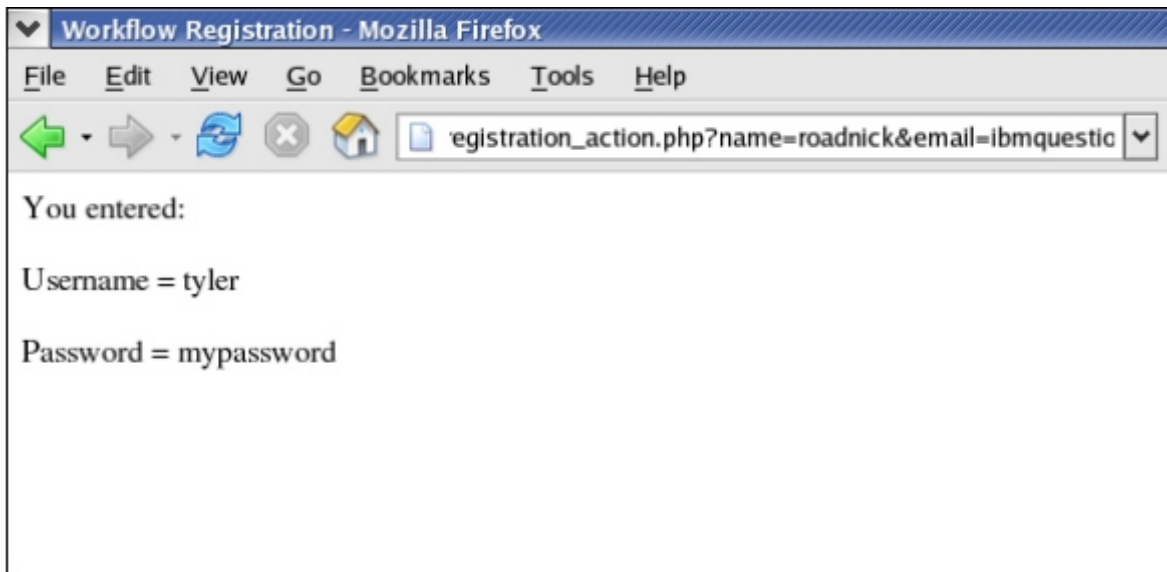 Workflow Registration - Mozilla Firefox
File Edit View Go Bookmarks Tools Help
egistration_action.php?name=roadnick&email=ibmquestio
You entered:
Username = tyler
Password = mypassword